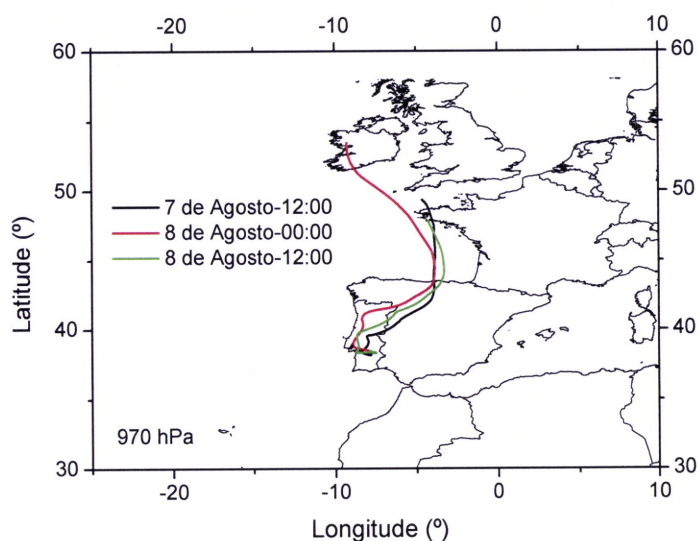 -20 -10 0 10
60 60
50 50
40 40
30 30
Latitude (º)
7 de Agosto-12:00
8 de Agosto-00:00
8 de Agosto-12:00
970 hPa
-20 -10 0 10
Longitude (º)